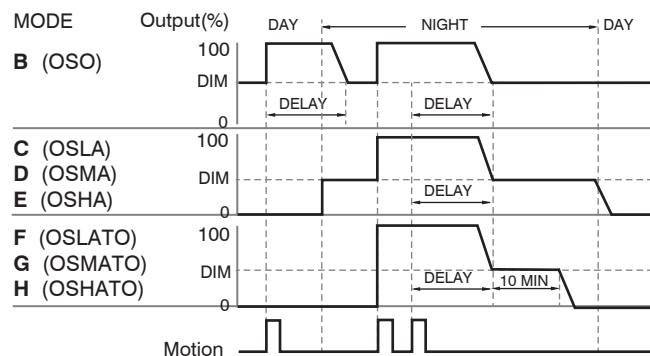 MODE Output(%) DAY NIGHT DAY
100
B (OSO)
DIM
DELAY DELAY
0
100
C (OSLA)
D (OSMA) DIM
DELAY
E (OSHA)
0
F (OSLATO) 100
G (OSMATO)
DIM
DELAY 10 MIN
H (OSHATO)
0
Motion